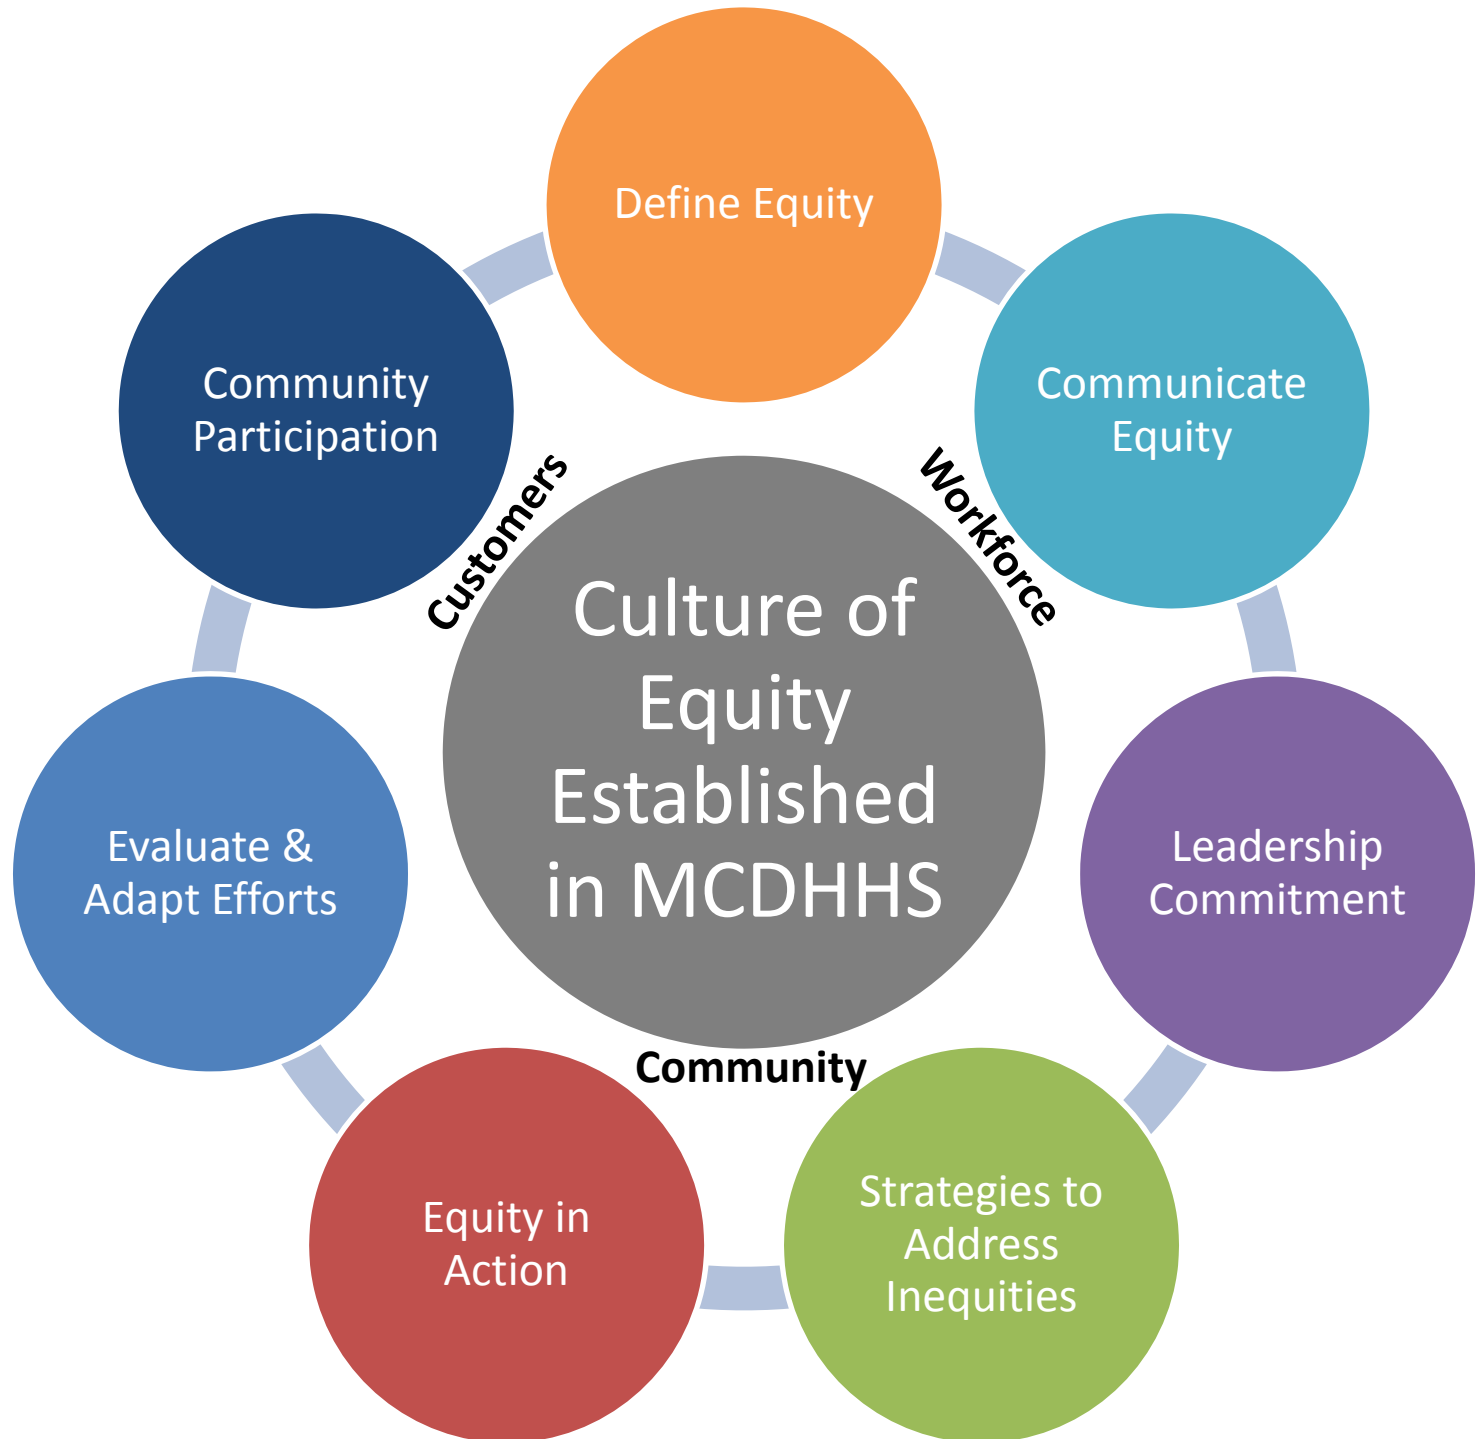 Define Equity
Communicate
Equity
Leadership
Commitment
Strategies to
Address
Inequities
Equity in
Action
Evaluate &
Adapt Efforts
Community
Participation
Customers
Workforce
Community
Culture of
Equity
Established
in MCDHHS